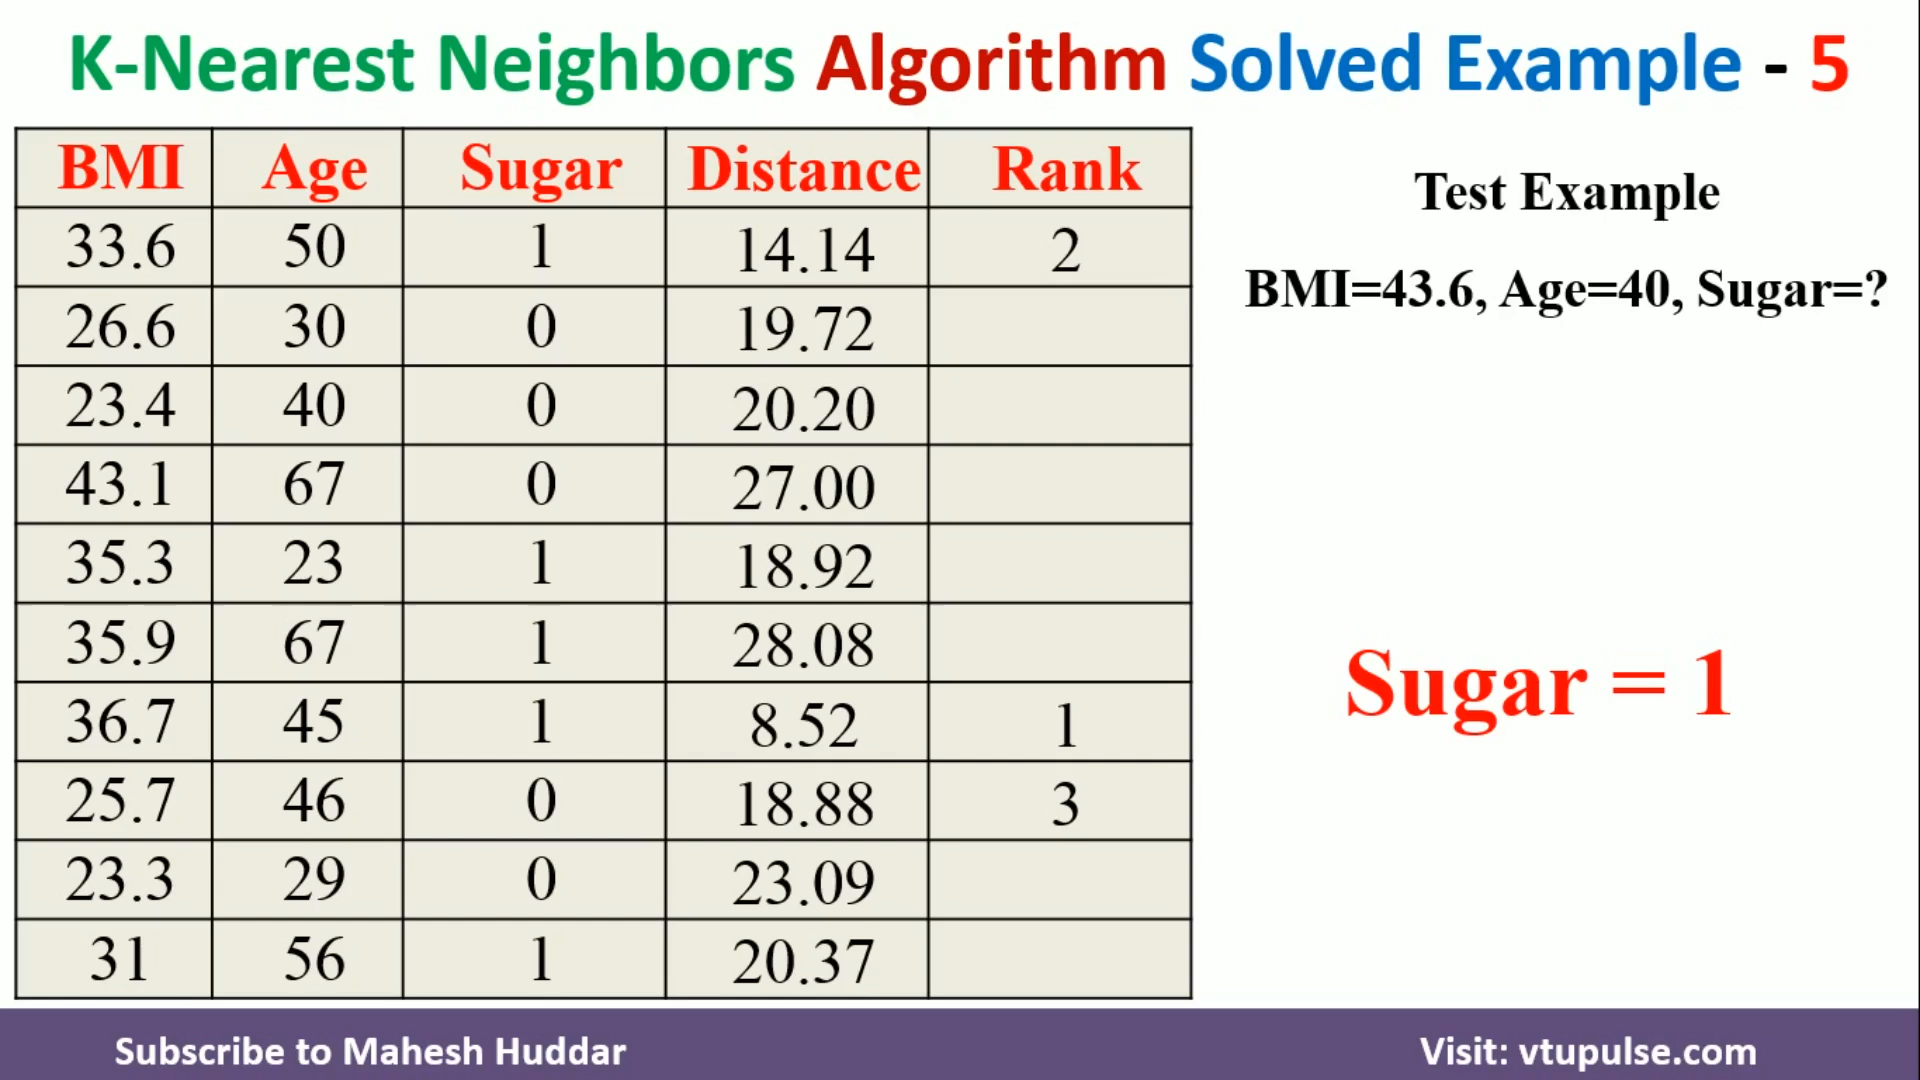 K-Nearest Neighbors Algorithm Solved Example - 5
BMI Age Sugar Distance Rank
33.6 50 1 14.14 2
26.6 30 0 19.72
23.4 40 0 20.20
43.1 67 0 27.00
35.3 23 1 18.92
35.9 67 1 28.08
36.7 45 1 8.52 1
25.7 46 0 18.88 3
23.3 29 0 23.09
31 56 1 20.37
Test Example
BMI=43.6, Age=40, Sugar=?
Sugar = 1
Subscribe to Mahesh Huddar
Visit: vtupulse.com